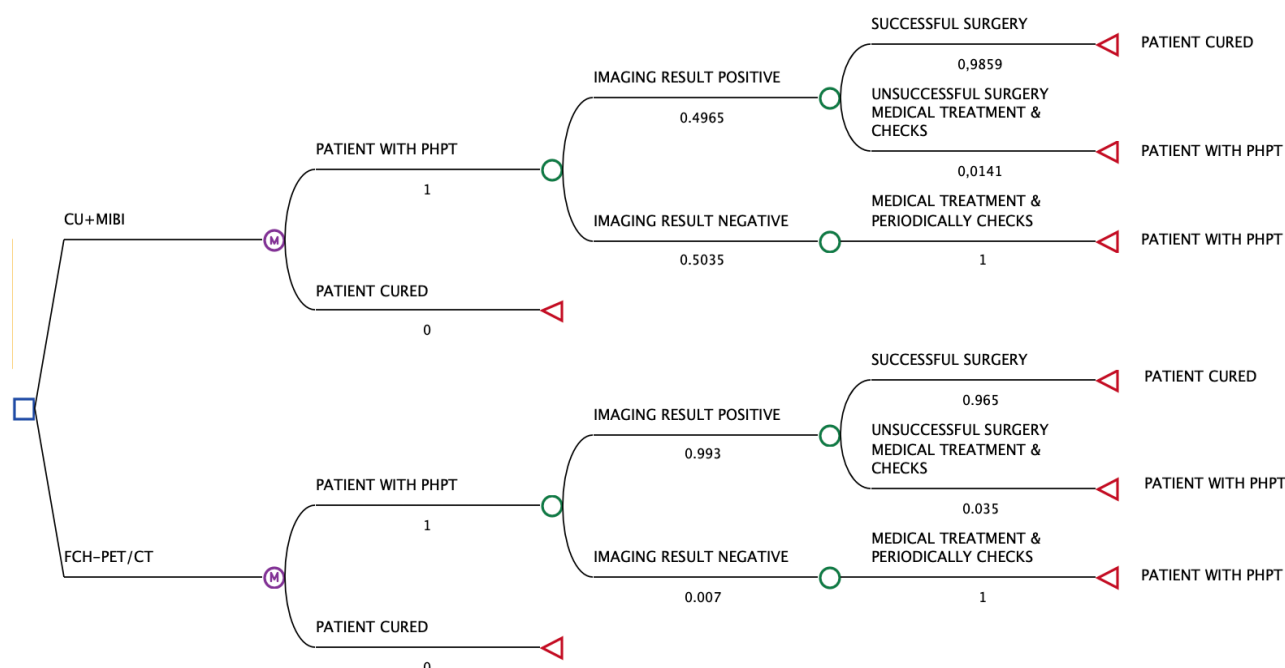 SUCCESSFUL SURGERY
PATIENT CURED
0,9859
IMAGING RESULT POSITIVE
0.4965
UNSUCCESSFUL SURGERY
MEDICAL TREATMENT &
CHECKS
PATIENT WITH PHPT
0,0141
PATIENT WITH PHPT
1
MEDICAL TREATMENT &
PERIODICALLY CHECKS
IMAGING RESULT NEGATIVE
PATIENT WITH PHPT
0.5035
1
CU+MIBI
M
PATIENT CURED
0
SUCCESSFUL SURGERY
PATIENT CURED
0.965
IMAGING RESULT POSITIVE
0.993
UNSUCCESSFUL SURGERY
MEDICAL TREATMENT &
CHECKS
PATIENT WITH PHPT
0.035
PATIENT WITH PHPT
1
MEDICAL TREATMENT &
PERIODICALLY CHECKS
IMAGING RESULT NEGATIVE
PATIENT WITH PHPT
0.007
1
FCH-PET/CT
M
PATIENT CURED
0